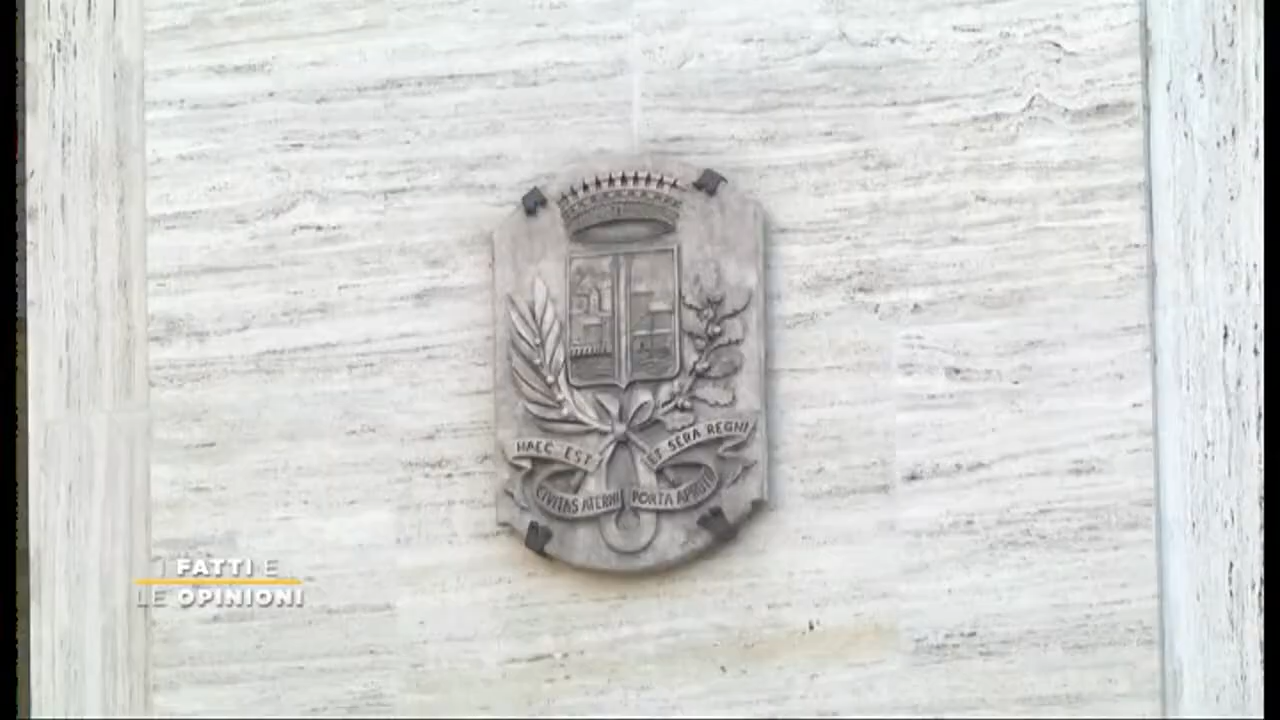 HAEC EST
ET SERA REGNI
CIVITAS ATERNI
PORTA APRUTI
I FATTI E
LE OPINIONI